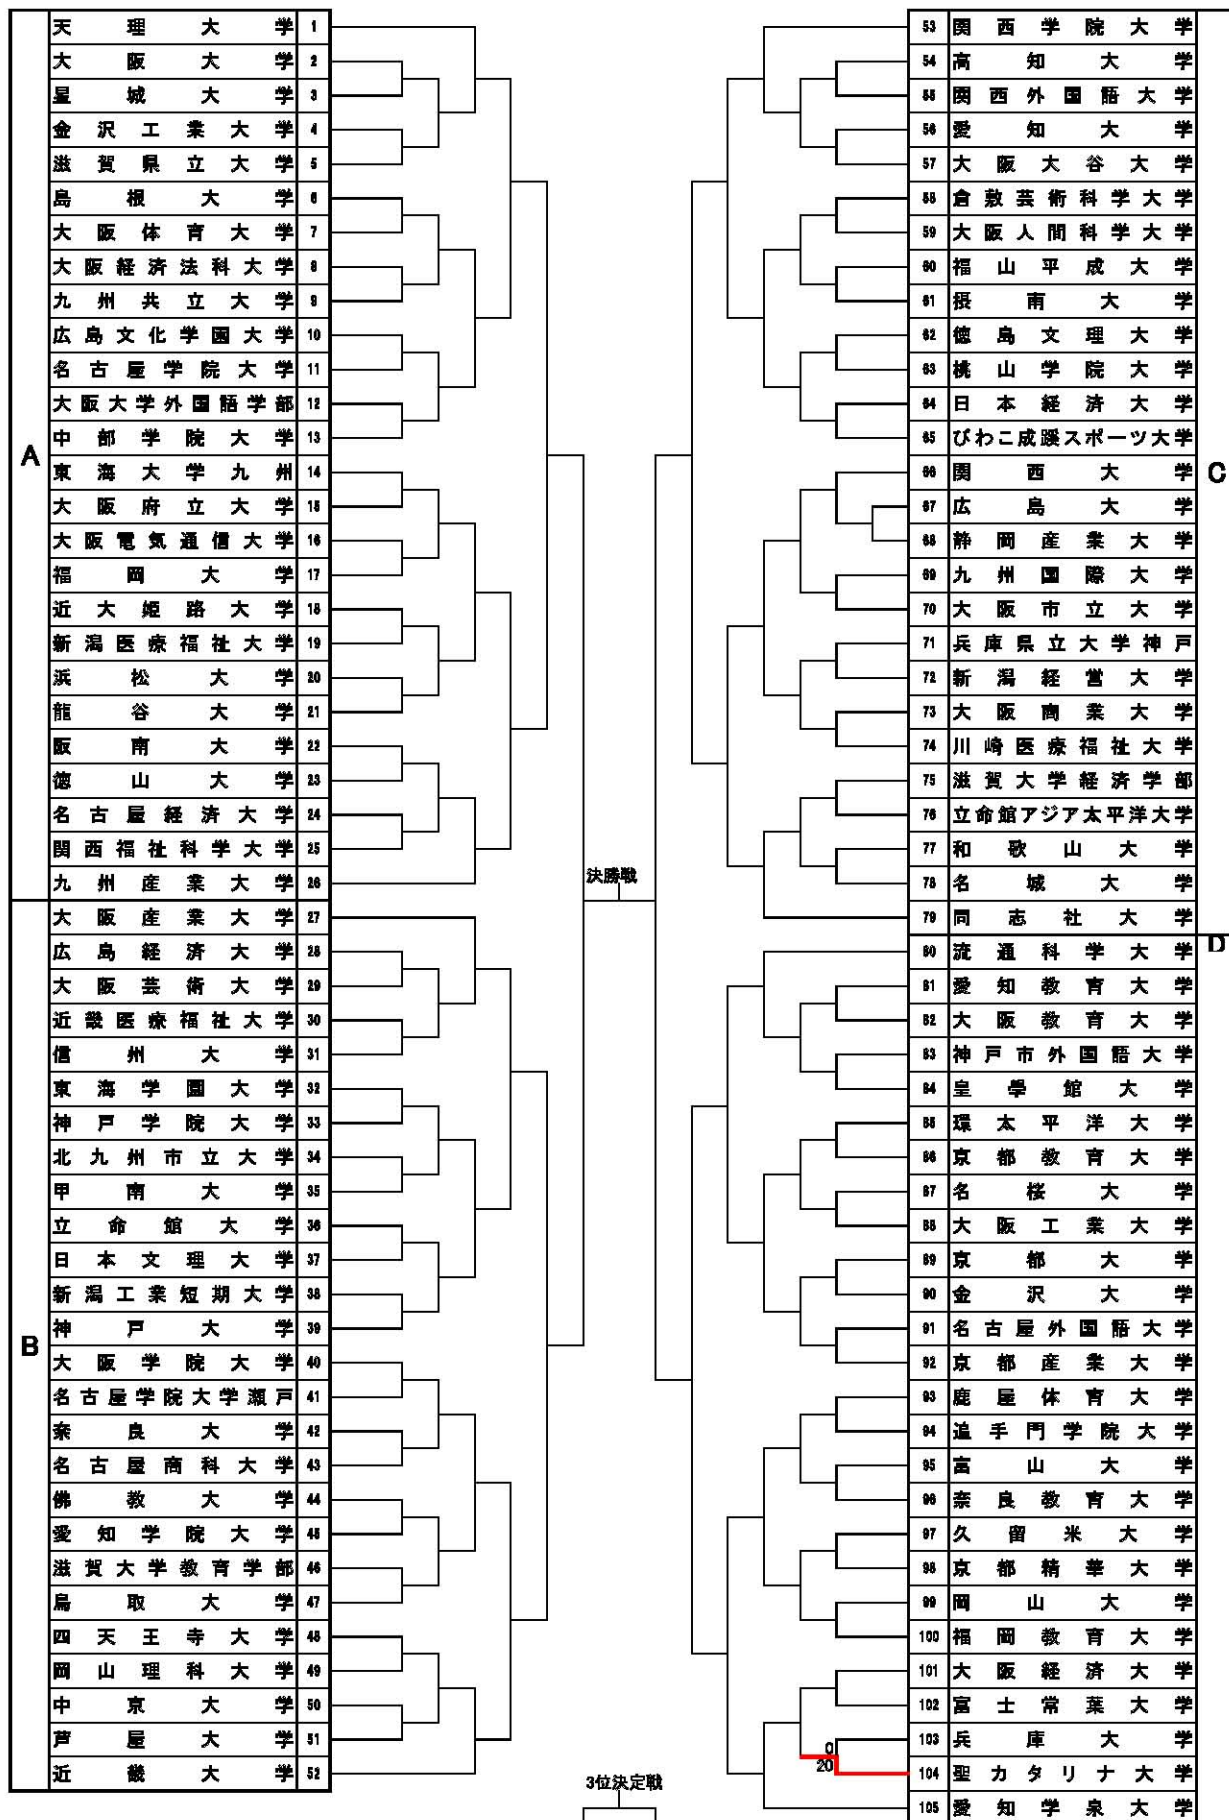 A
天理大学 1
大阪大学 2
星城大学 3
金沢工業大学 4
滋賀県立大学 5
島根大学 6
大阪体育大学 7
大阪経済法科大学 8
九州共立大学 9
広島文化学園大学 10
名古屋学院大学 11
大阪大学外国語学部 12
中部学院大学 13
東海大学九州 14
大阪府立大学 15
大阪電気通信大学 16
福岡大学 17
近大姫路大学 18
新潟医療福祉大学 19
浜松大学 20
龍谷大学 21
阪南大学 22
徳山大学 23
名古屋経済大学 24
関西福祉科学大学 25
九州産業大学 26
B
大阪産業大学 27
広島経済大学 28
大阪芸術大学 29
近畿医療福祉大学 30
信州大学 31
東海学園大学 32
神戸学院大学 33
北九州市立大学 34
甲南大学 35
立命館大学 36
日本文理大学 37
新潟工業短期大学 38
神戸大学 39
大阪学院大学 40
名古屋学院大学瀬戸 41
奈良大学 42
名古屋商科大学 43
佛教大学 44
愛知学院大学 45
滋賀大学教育学部 46
鳥取大学 47
四天王寺大学 48
岡山理科大学 49
中京大学 50
芦屋大学 51
近畿大学 52
決勝戦
3位決定戦
C
53 関西学院大学
54 高知大学
55 関西外国語大学
56 愛知大学
57 大阪大谷大学
58 倉敷芸術科学大学
59 大阪人間科学大学
60 福山平成大学
61 摂南大学
62 徳島文理大学
63 桃山学院大学
64 日本経済大学
65 びわこ成蹊スポーツ大学
66 関西大学
67 広島大学
68 静岡産業大学
69 九州国際大学
70 大阪市立大学
71 兵庫県立大学神戸
72 新潟経営大学
73 大阪商業大学
74 川崎医療福祉大学
75 滋賀大学経済学部
76 立命館アジア太平洋大学
77 和歌山大学
78 名城大学
79 同志社大学
D
80 流通科学大学
81 愛知教育大学
82 大阪教育大学
83 神戸市外国語大学
84 皇學館大学
85 環太平洋大学
86 京都教育大学
87 名桜大学
88 大阪工業大学
89 京都大学
90 金沢大学
91 名古屋外国語大学
92 京都産業大学
93 鹿屋体育大学
94 追手門学院大学
95 富山大学
96 奈良教育大学
97 久留米大学
98 京都精華大学
99 岡山大学
100 福岡教育大学
101 大阪経済大学
102 富士常葉大学
0
103 兵庫大学
20
104 聖カタリナ大学
105 愛知学泉大学